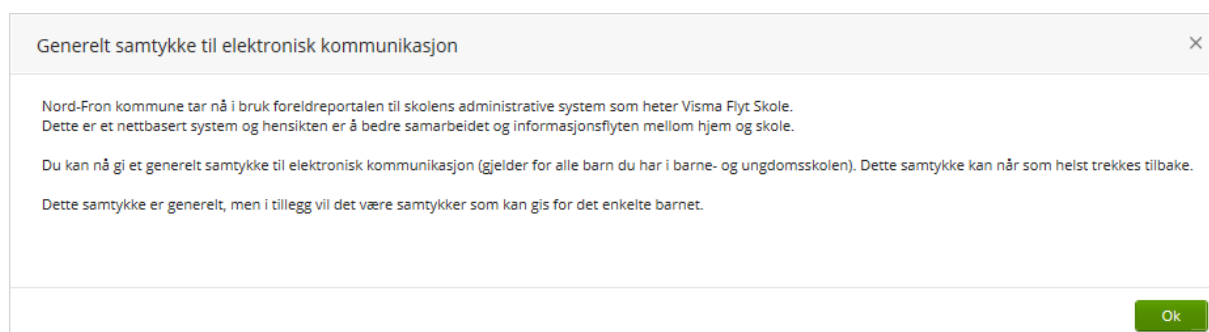 Generelt samtykke til elektronisk kommunikasjon
Nord-Fron kommune tar nå i bruk foreldreportalen til skolens administrative system som heter Visma Flyt Skole.
Dette er et nettbasert system og hensikten er å bedre samarbeidet og informasjonsflyten mellom hjem og skole.
Du kan nå gi et generelt samtykke til elektronisk kommunikasjon (gjelder for alle barn du har i barne- og ungdomsskolen). Dette samtykke kan når som helst trekkes tilbake.
Dette samtykke er generelt, men i tillegg vil det være samtykker som kan gis for det enkelte barnet.
Ok